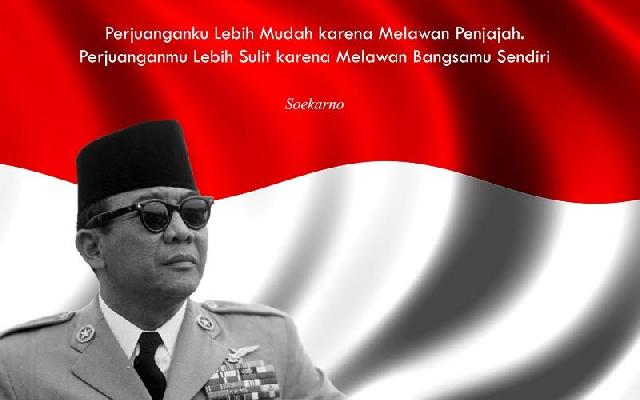 Perjuanganku Lebih Mudah karena Melawan Penjajah.
Perjuanganmu Lebih Sulit karena Melawan Bangsamu Sendiri
Soekarno